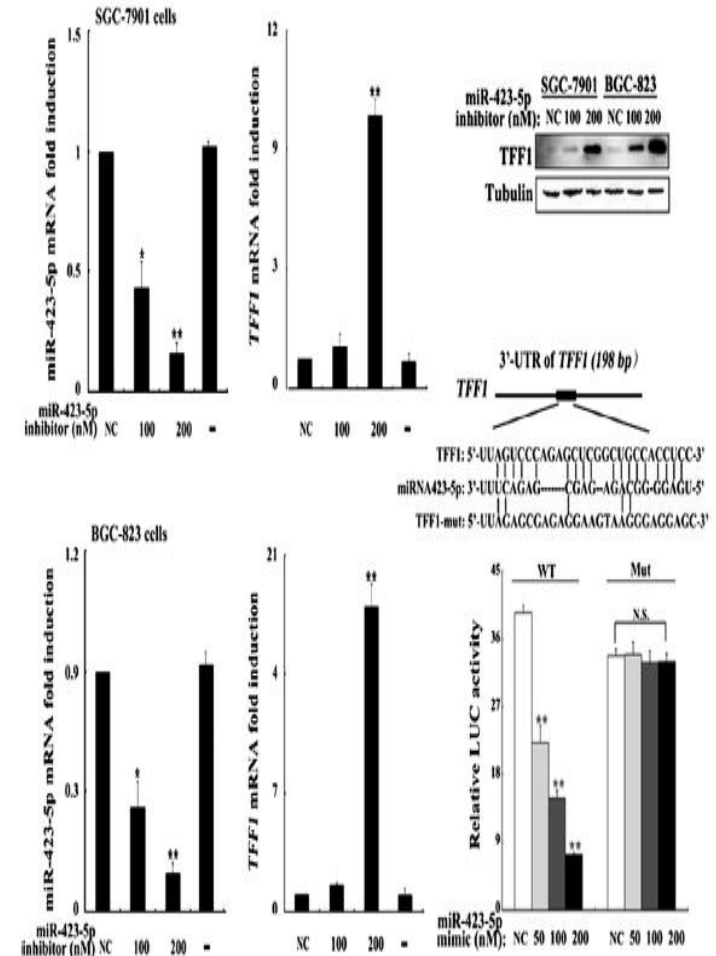 SGC-7901 cells
miR-423-5p mRNA fold induction
1.5
1
0.5
0
*
**
miR-423-5p
inhibitor (nM) NC 100 200 -
TFF1 mRNA fold induction
12
9
3
0
**
NC 100 200 -
SGC-7901 BGC-823
miR-423-5p
inhibitor (nM): NC 100 200 NC 100 200
TFF1
Tubulin
3'-UTR of TFF1 (198 bp)
TFF1
TFF1: 5'-UUAGUCCCAGAGCUCGGCUGCCACCUCC-3'
miRNA423-5p: 3'-UUUCAGAG------CGAG--AGACGG-GGAGU-5'
TFF1-mut: 5'-UUAGAGCGAGAGGAAGTAAGGGAGGAGC-3'
BGC-823 cells
miR-423-5p mRNA fold induction
1.2
0.9
0.3
0
*
**
miR-423-5p
inhibitor (nM) NC 100 200 -
TFF1 mRNA fold induction
21
4
7
0
**
NC 100 200 -
Relative LUC activity
45
36
27
18
9
0
WT Mut
N.S.
**
**
**
miR-423-5p
mimic (nM): NC 50 100 200 NC 50 100 200